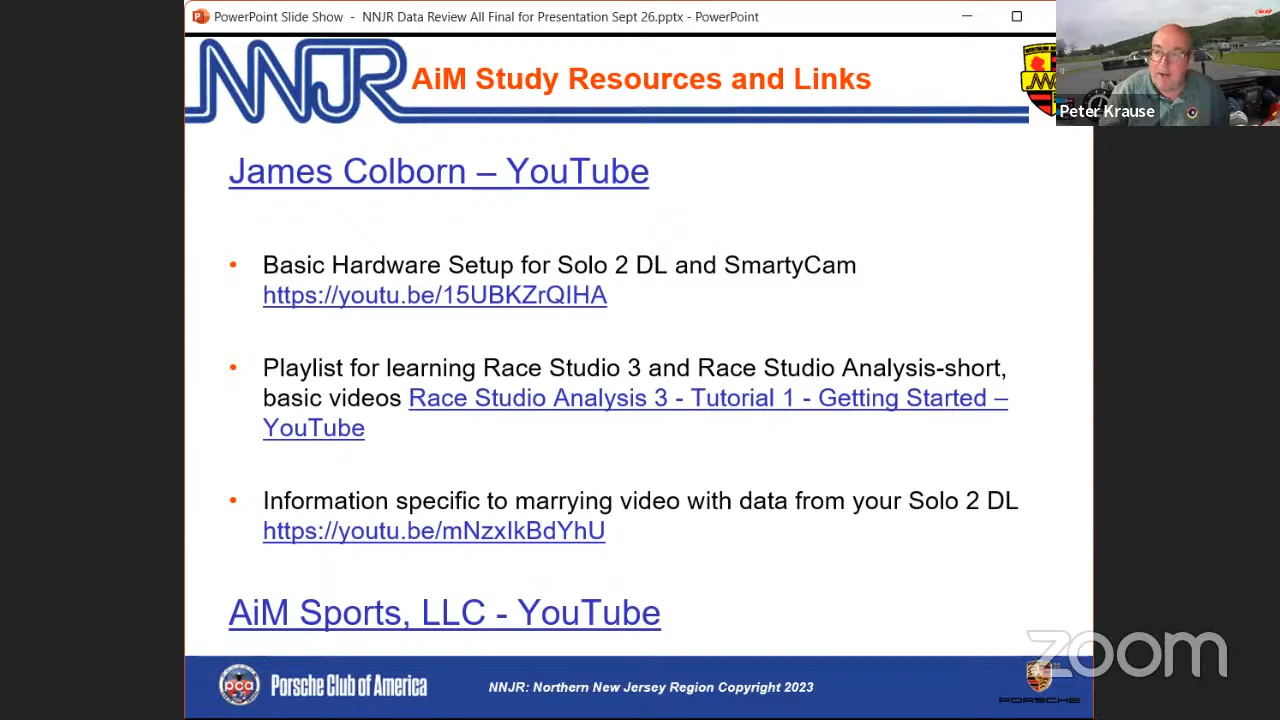 PowerPoint Slide Show - NNJR Data Review All Final for Presentation Sept 26.pptx - PowerPoint
NNJR
AiM Study Resources and Links
Peter Krause
James Colborn – YouTube
• Basic Hardware Setup for Solo 2 DL and SmartyCam
https://youtu.be/15UBKZrQIHA
• Playlist for learning Race Studio 3 and Race Studio Analysis-short,
basic videos Race Studio Analysis 3 - Tutorial 1 - Getting Started –
YouTube
• Information specific to marrying video with data from your Solo 2 DL
https://youtu.be/mNzxIkBdYhU
AiM Sports, LLC - YouTube
zoom
pca
Porsche Club of America
NNJR: Northern New Jersey Region Copyright 2023
PORSCHE